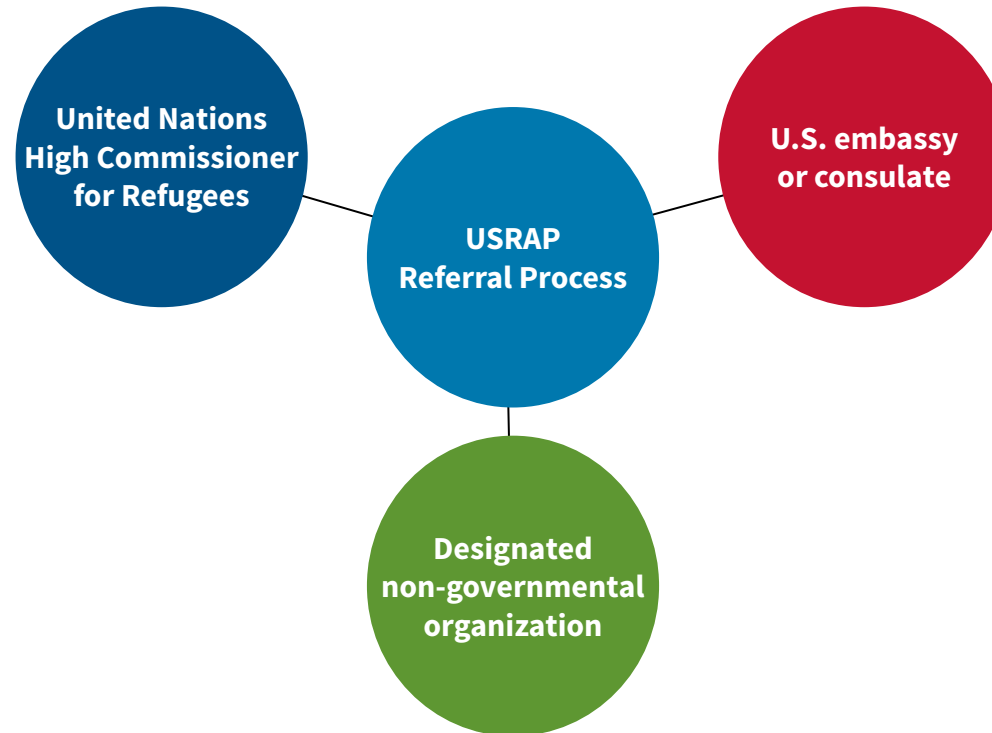 United Nations
High Commissioner
for Refugees
U.S. embassy
or consulate
USRAP
Referral Process
Designated
non-governmental
organization